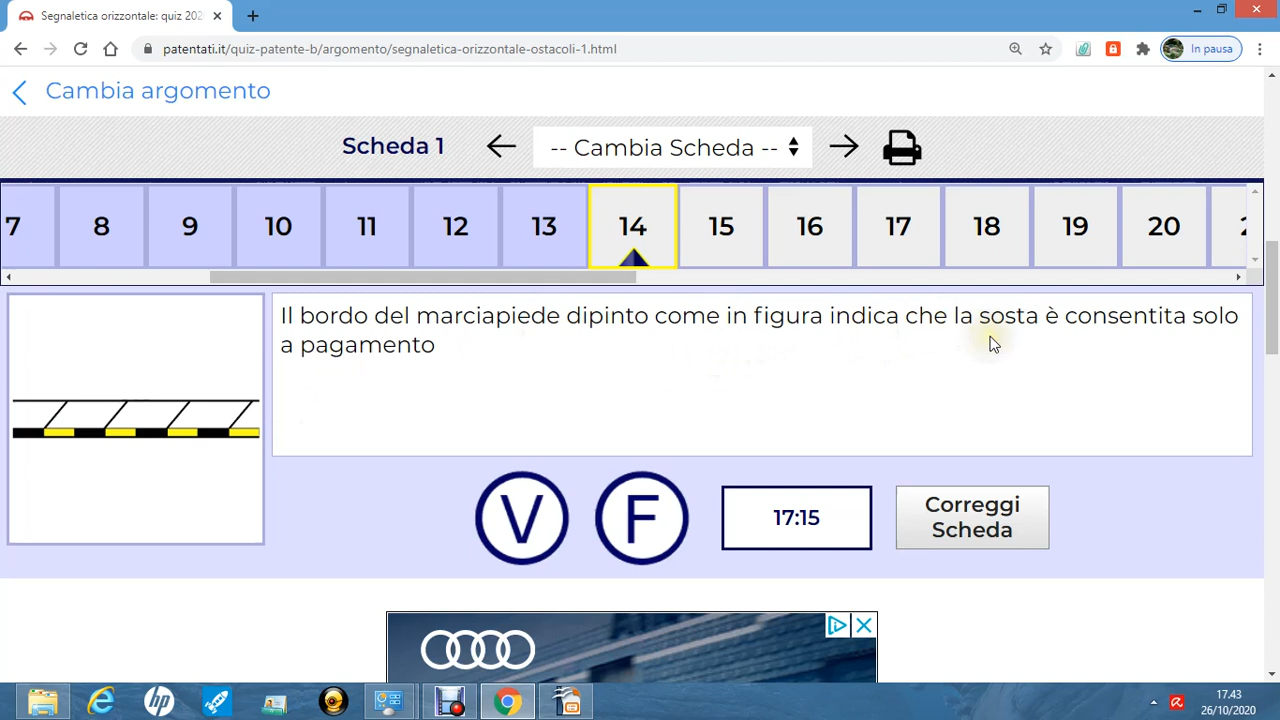 Segnaletica orizzontale: quiz 202
patentati.it/quiz-patente-b/argomento/segnaletica-orizzontale-ostacoli-1.html
In pausa
Cambia argomento
Scheda 1
-- Cambia Scheda --
7 8 9 10 11 12 13 14 15 16 17 18 19 20
Il bordo del marciapiede dipinto come in figura indica che la sosta è consentita solo
a pagamento
V F 17:15 Correggi
Scheda
hp
17.43
26/10/2020